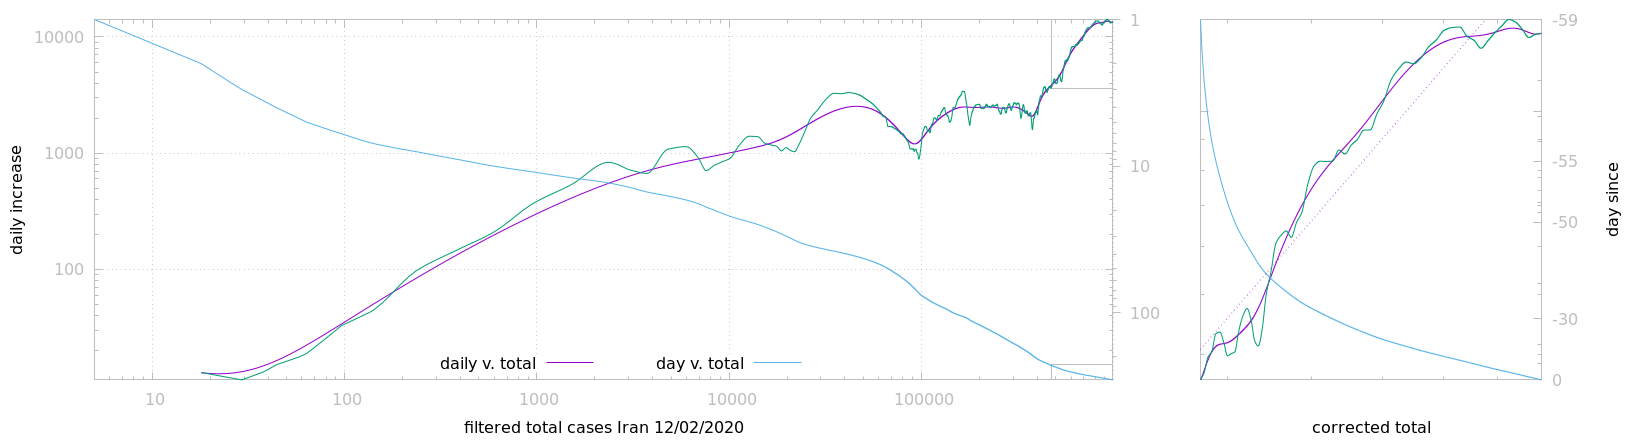 10000
1000
100
daily increase
10
100
1000
10000
100000
filtered total cases Iran 12/02/2020
daily v. total
day v. total
1
10
100
-59
-55
-50
-30
0
day since
corrected total